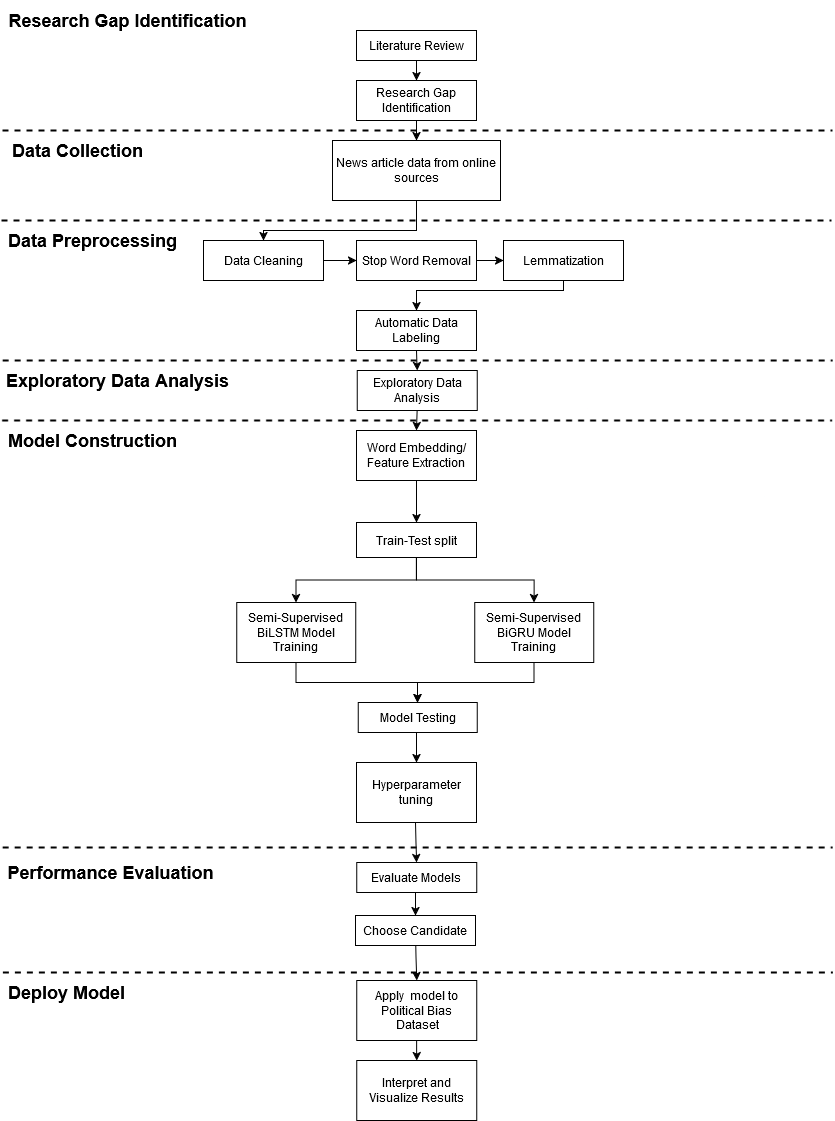 Research Gap Identification
Literature Review
Research Gap
Identification
Data Collection
News article data from online
sources
Data Preprocessing
Data Cleaning
Stop Word Removal
Lemmatization
Automatic Data
Labeling
Exploratory Data Analysis
Exploratory Data
Analysis
Model Construction
Word Embedding/
Feature Extraction
Train-Test split
Semi-Supervised
BiLSTM Model
Training
Semi-Supervised
BiGRU Model
Training
Model Testing
Hyperparameter
tuning
Performance Evaluation
Evaluate Models
Choose Candidate
Deploy Model
Apply model to
Political Bias
Dataset
Interpret and
Visualize Results